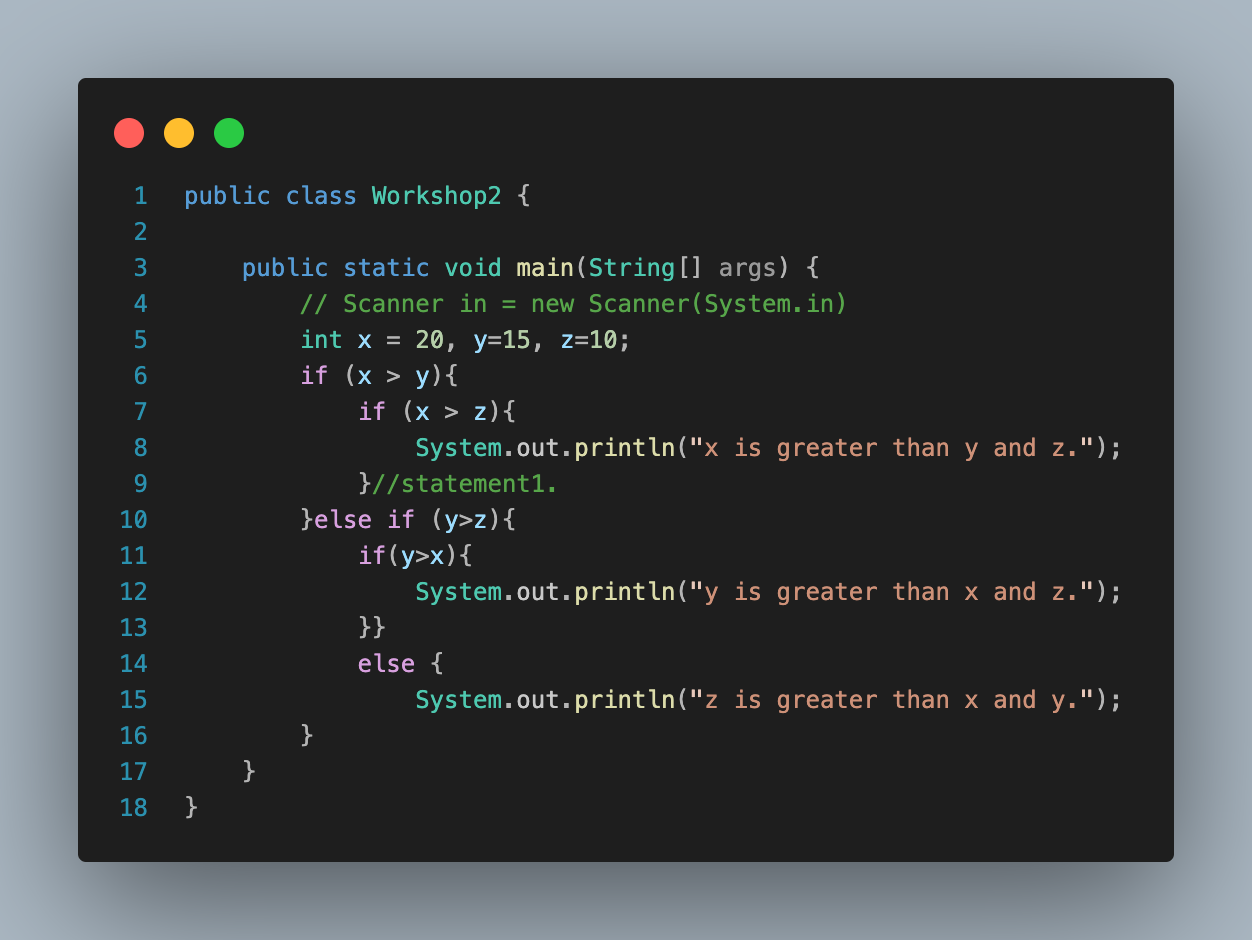 1 public class Workshop2 {
2
3     public static void main(String[] args) {
4         // Scanner in = new Scanner(System.in)
5         int x = 20, y=15, z=10;
6         if (x > y){
7             if (x > z){
8                 System.out.println("x is greater than y and z.");
9             }//statement1.
10         }else if (y>z){
11             if(y>x){
12                 System.out.println("y is greater than x and z.");
13             }}
14             else {
15                 System.out.println("z is greater than x and y.");
16         }
17     }
18 }